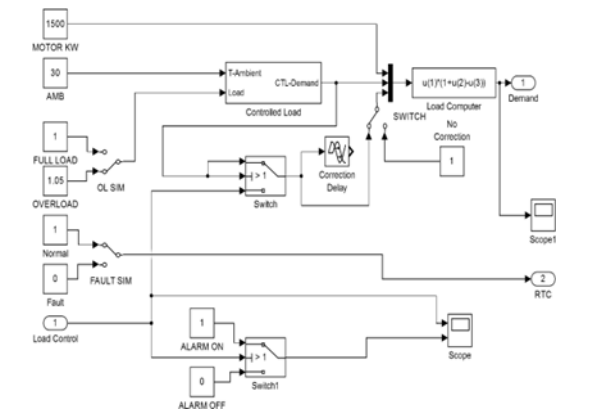 1500
MOTOR KW
30
AMB
T-Ambient
Load
CTL-Demand
Controlled Load
u(1)*(1+u(2)-u(3))
Load Computer
1
Demand
SWITCH
No
Correction
1
1
FULL LOAD
1.05
OVERLOAD
OL SIM
> 1
Switch
Correction
Delay
Scope1
1
Normal
0
Fault
FAULT SIM
2
RTC
1
Load Control
1
ALARM ON
> 1
Switch1
0
ALARM OFF
Scope